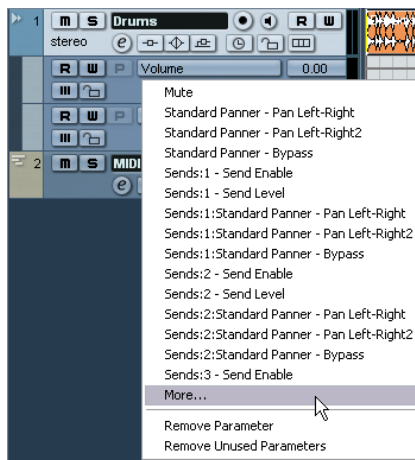 1 m S Drums R W
stereo e
R W P Volume 0.00
R W P
2 m S MIDI
e
Mute
Standard Panner - Pan Left-Right
Standard Panner - Pan Left-Right2
Standard Panner - Bypass
Sends:1 - Send Enable
Sends:1 - Send Level
Sends:1:Standard Panner - Pan Left-Right
Sends:1:Standard Panner - Pan Left-Right2
Sends:1:Standard Panner - Bypass
Sends:2 - Send Enable
Sends:2 - Send Level
Sends:2:Standard Panner - Pan Left-Right
Sends:2:Standard Panner - Pan Left-Right2
Sends:2:Standard Panner - Bypass
Sends:3 - Send Enable
More...
Remove Parameter
Remove Unused Parameters